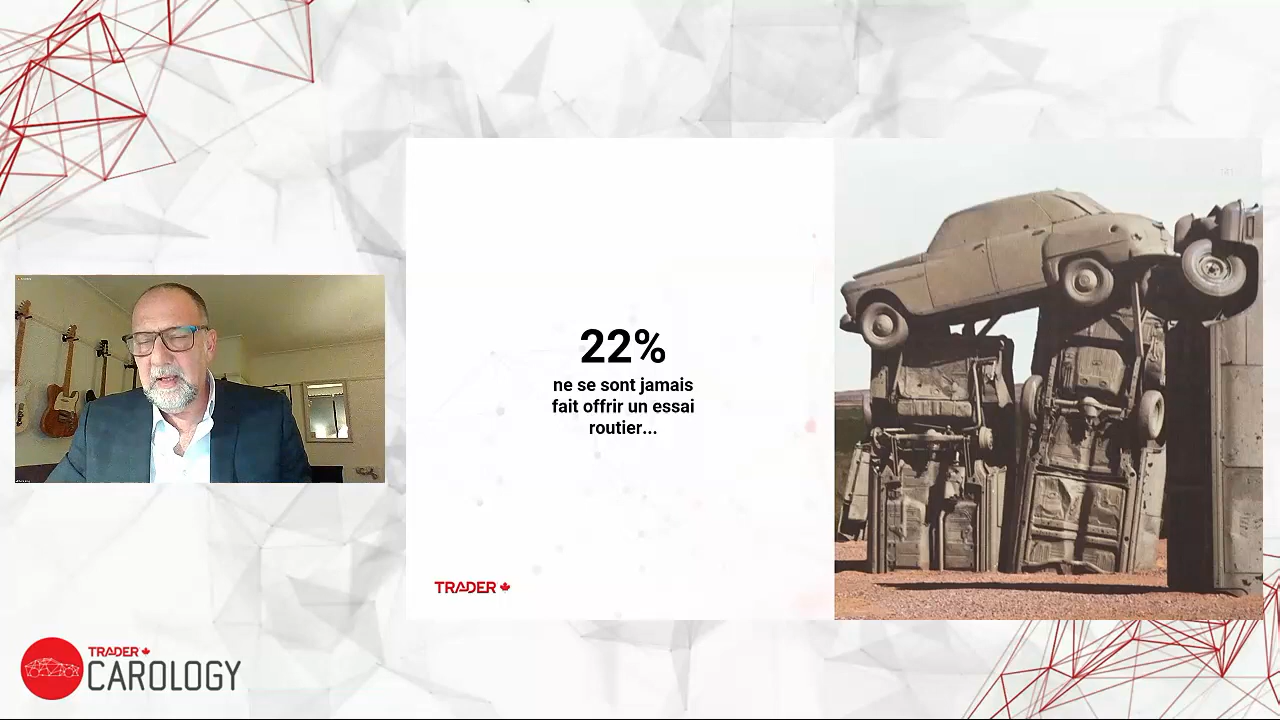 22%
ne se sont jamais
fait offrir un essai
routier...
TRADER
TRADER
CAROLOGY